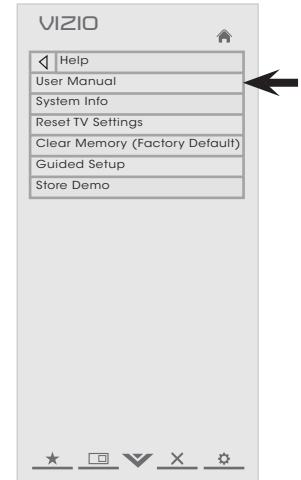 VIZIO
Help
User Manual
System Info
Reset TV Settings
Clear Memory (Factory Default)
Guided Setup
Store Demo